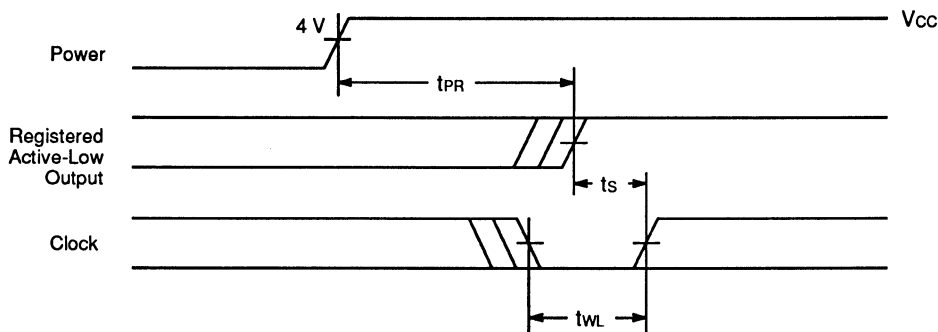 4 V
VCC
Power
tPR
Registered
Active-Low
Output
tS
Clock
tWL